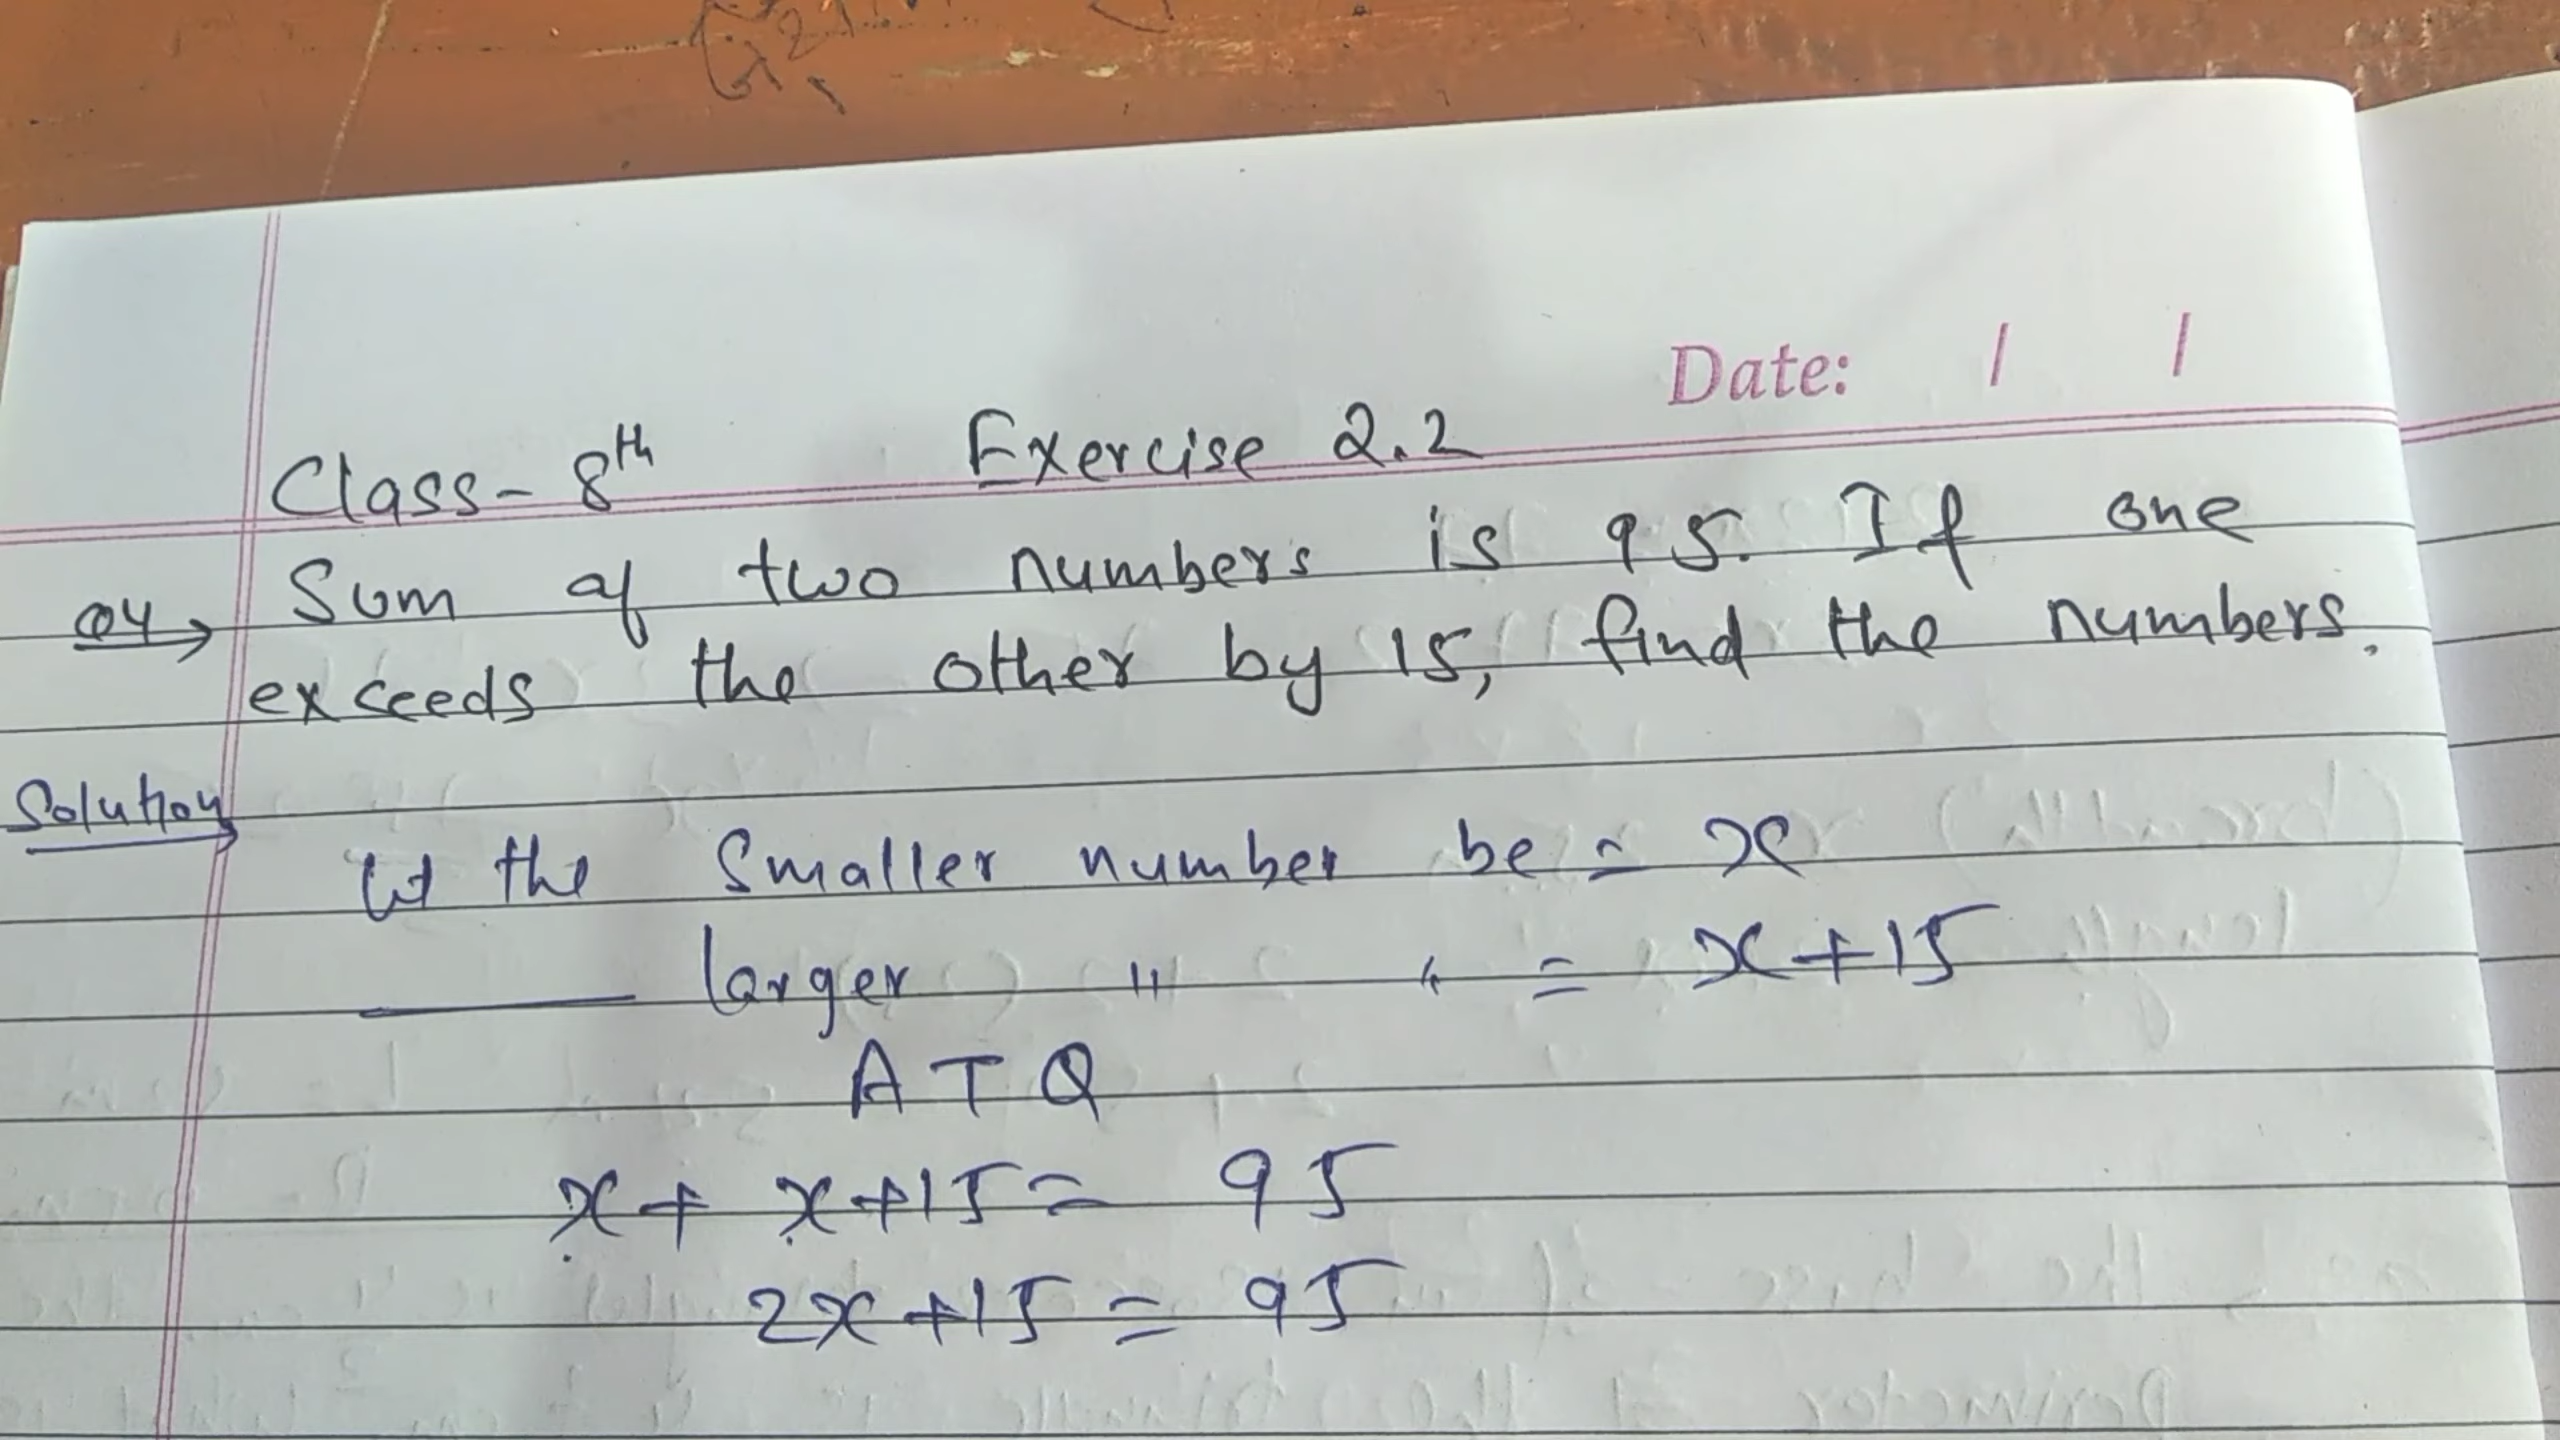 Date: / /
Class- 8th Exercise 2.2
Q4→ Sum of two numbers is 95. If one
exceeds the other by 15, find the numbers.
Solution→
Let the Smaller number be = x
——— larger " " = x+15
A T Q
x + x+15 = 95
2x+15 = 95